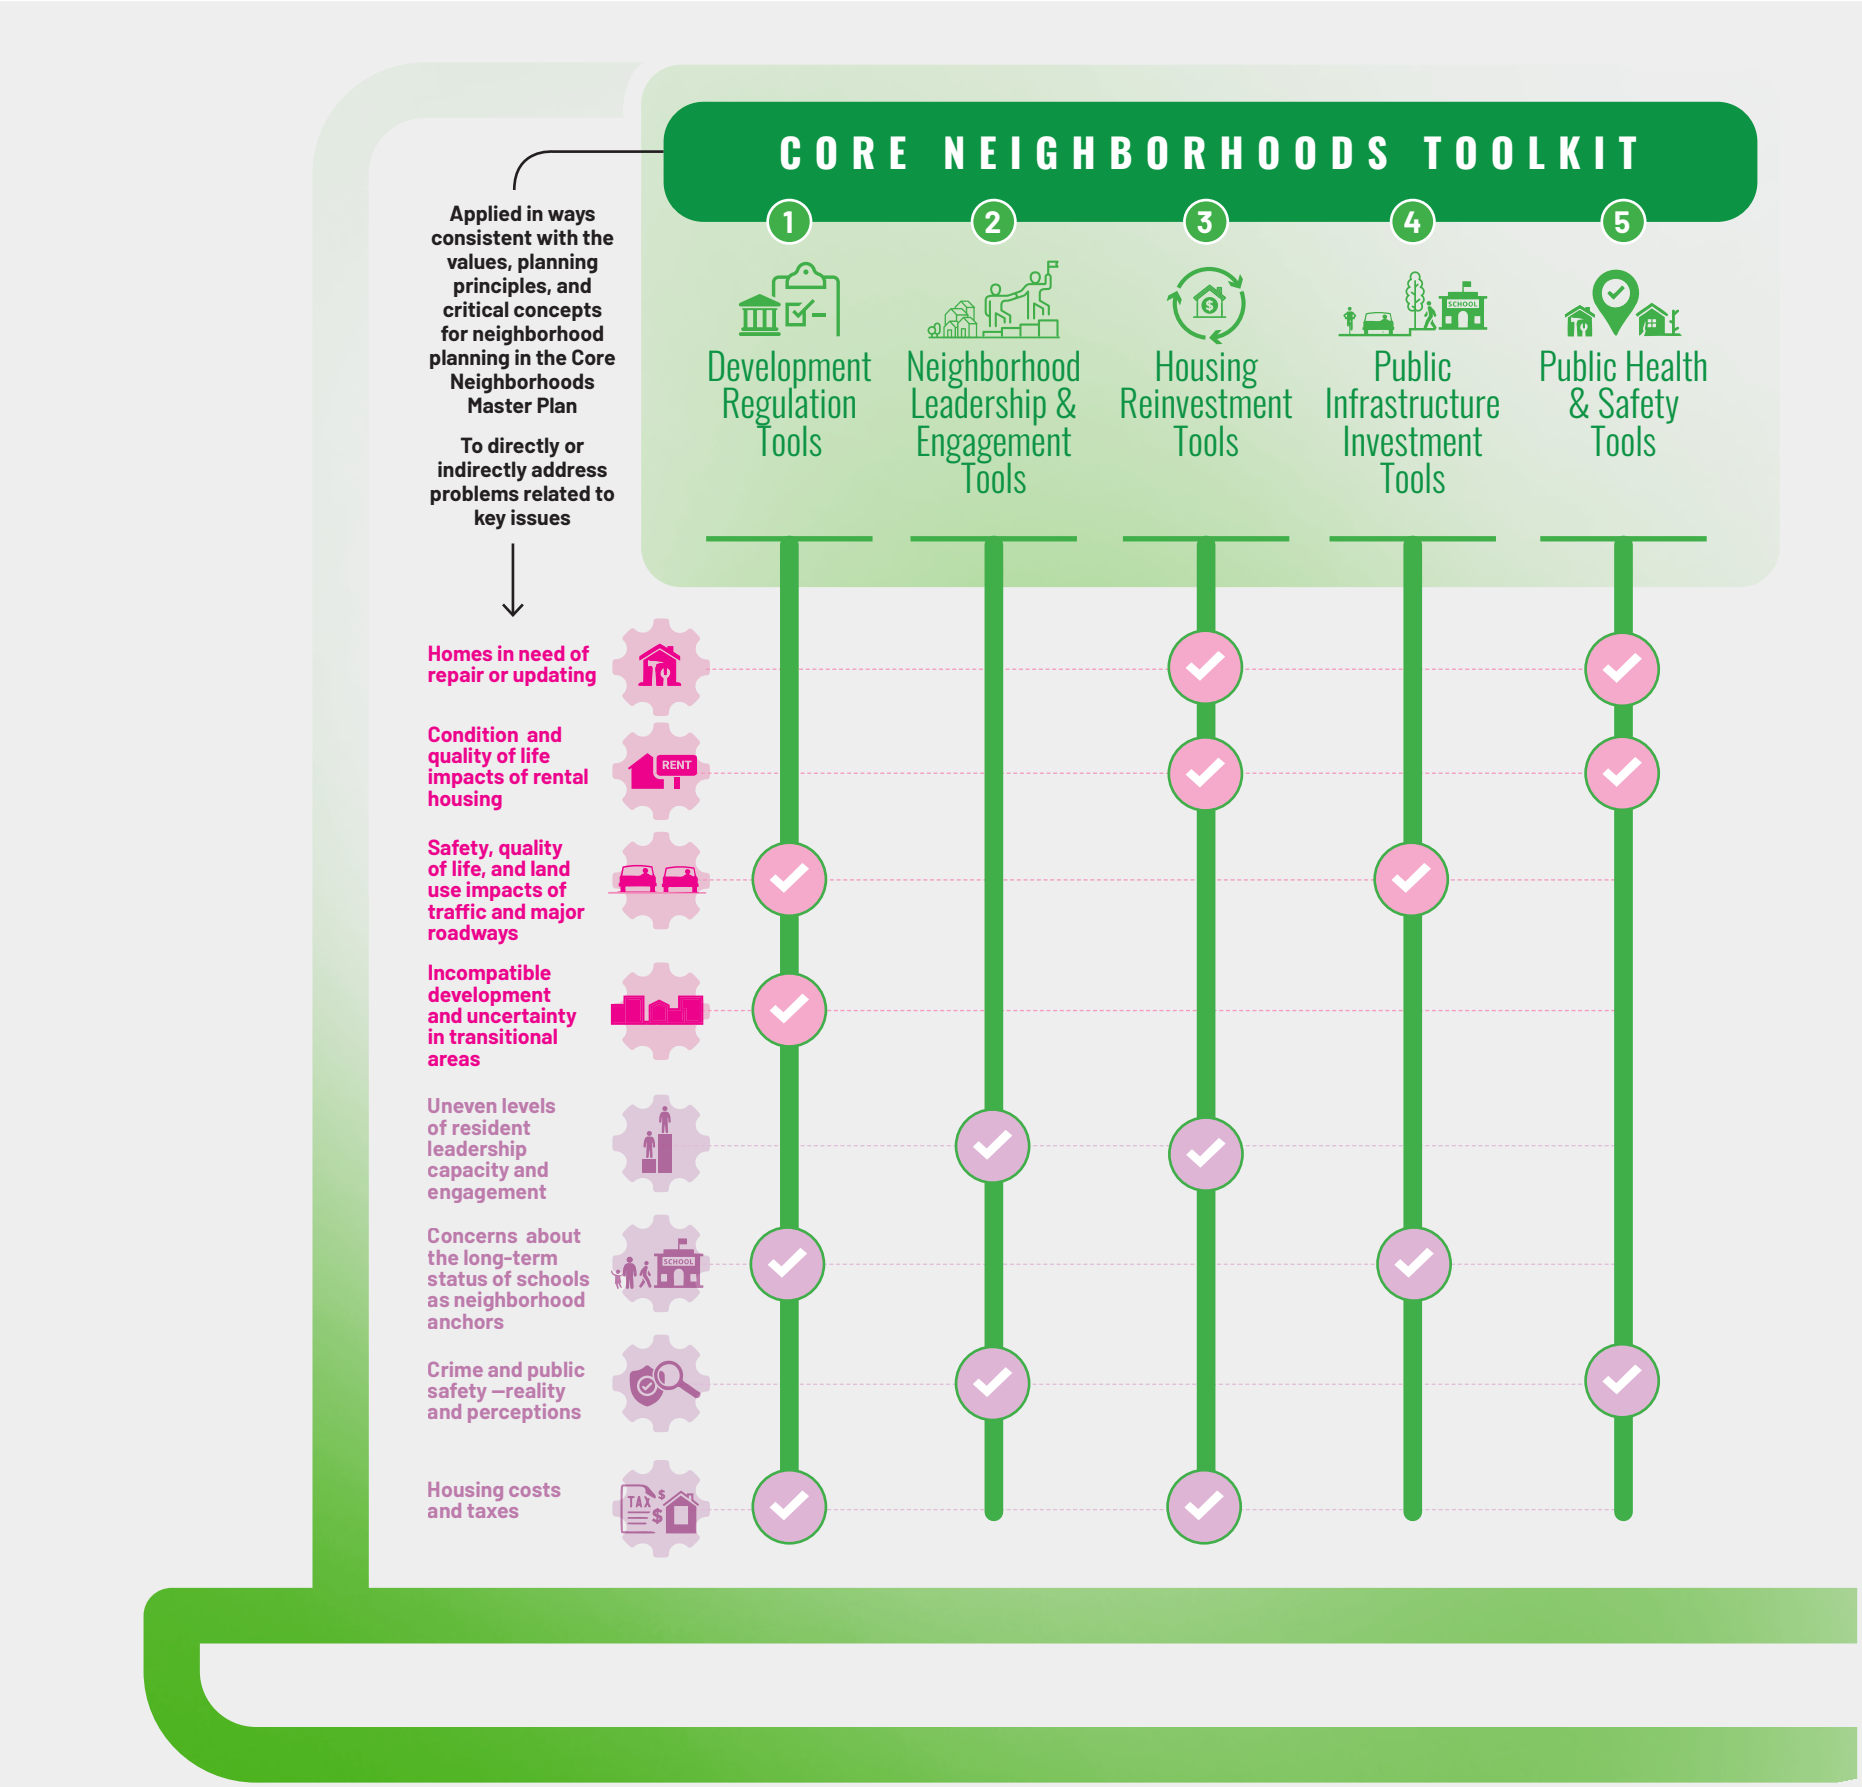 CORE NEIGHBORHOODS TOOLKIT
Applied in ways
consistent with the
values, planning
principles, and
critical concepts
for neighborhood
planning in the Core
Neighborhoods
Master Plan
To directly or
indirectly address
problems related to
key issues
1
Development
Regulation
Tools
2
Neighborhood
Leadership &
Engagement
Tools
3
$
Housing
Reinvestment
Tools
4
SCHOOL
Public
Infrastructure
Investment
Tools
5
Public Health
& Safety
Tools
Homes in need of
repair or updating
Condition and
quality of life
impacts of rental
housing
RENT
Safety, quality
of life, and land
use impacts of
traffic and major
roadways
Incompatible
development
and uncertainty
in transitional
areas
Uneven levels
of resident
leadership
capacity and
engagement
Concerns about
the long-term
status of schools
as neighborhood
anchors
SCHOOL
Crime and public
safety —reality
and perceptions
Housing costs
and taxes
TAX
$
$